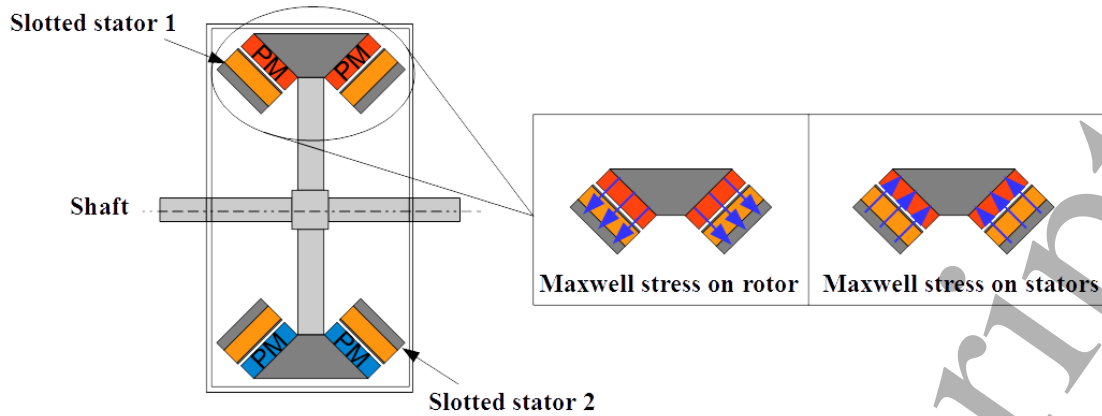 Slotted stator 1
PM
PM
Shaft
Maxwell stress on rotor
Maxwell stress on stators
PM
PM
Slotted stator 2